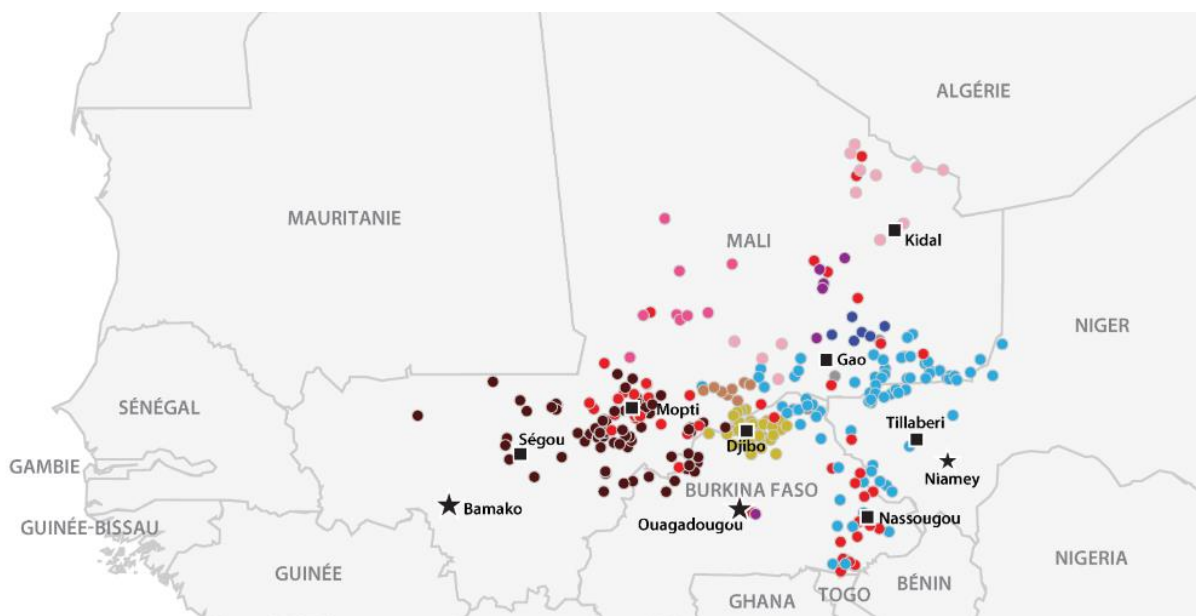 ALGÉRIE
MAURITANIE
MALI
Kidal
NIGER
Gao
SÉNÉGAL
Mopti
Tillaberi
Ségou
Djibo
GAMBIE
Niamey
BURKINA FASO
Bamako
Ouagadougou
Nassougou
GUINÉE-BISSAU
NIGERIA
GUINÉE
BÉNIN
GHANA
TOGO